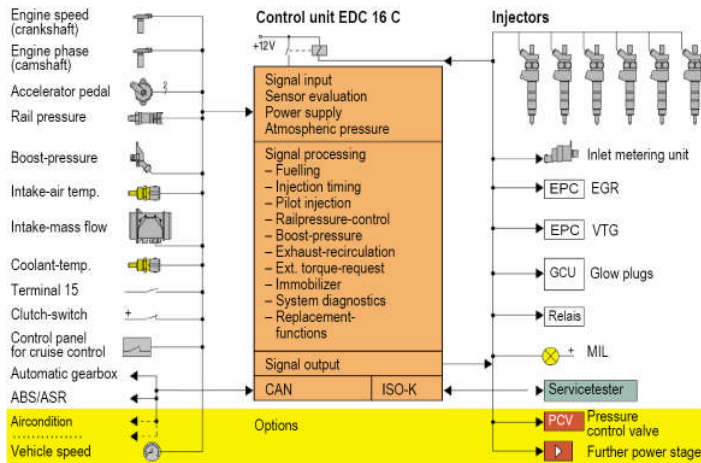 Engine speed
(crankshaft)
Engine phase
(camshaft)
Accelerator pedal
Rail pressure
Boost-pressure
Intake-air temp.
Intake-mass flow
Coolant-temp.
Terminal 15
Clutch-switch
+
Control panel
for cruise control
Automatic gearbox
ABS/ASR
Aircondition
Vehicle speed
Control unit EDC 16 C
+12V
Signal input
Sensor evaluation
Power supply
Atmospheric pressure
Signal processing
– Fuelling
– Injection timing
– Pilot injection
– Railpressure-control
– Boost-pressure
– Exhaust-recirculation
– Ext. torque-request
– Immobilizer
– System diagnostics
– Replacement-
functions
Signal output
CAN
ISO-K
Options
Injectors
Inlet metering unit
EPC EGR
EPC VTG
GCU Glow plugs
Relais
+ MIL
Servicetester
PCV Pressure
control valve
Further power stage